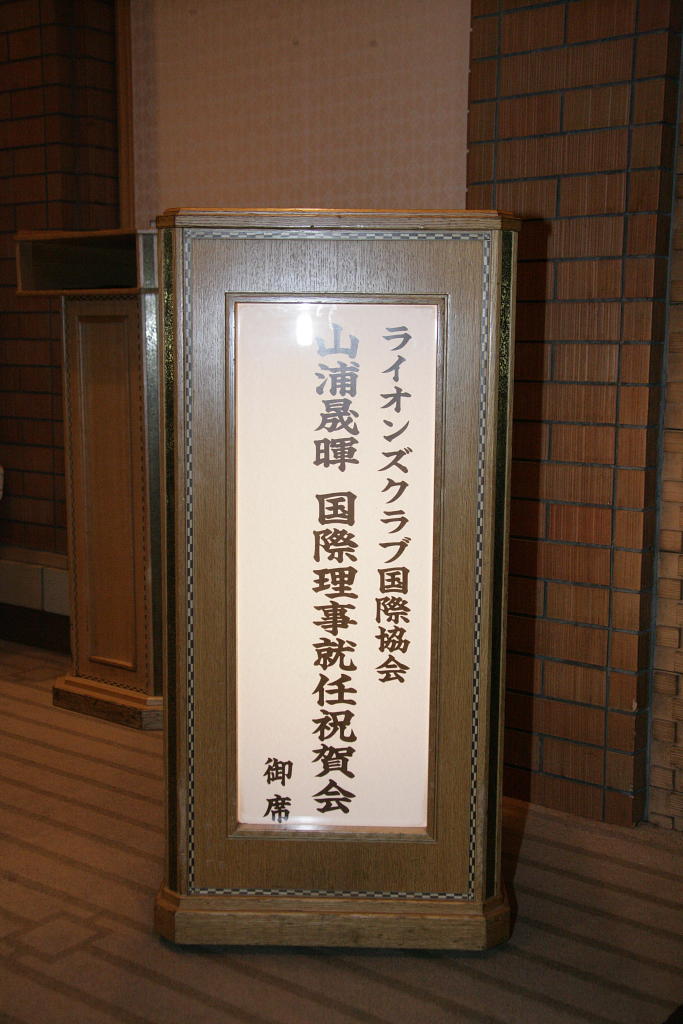 ライオンズクラブ国際協会
山浦晟暉 国際理事就任祝賀会
御席